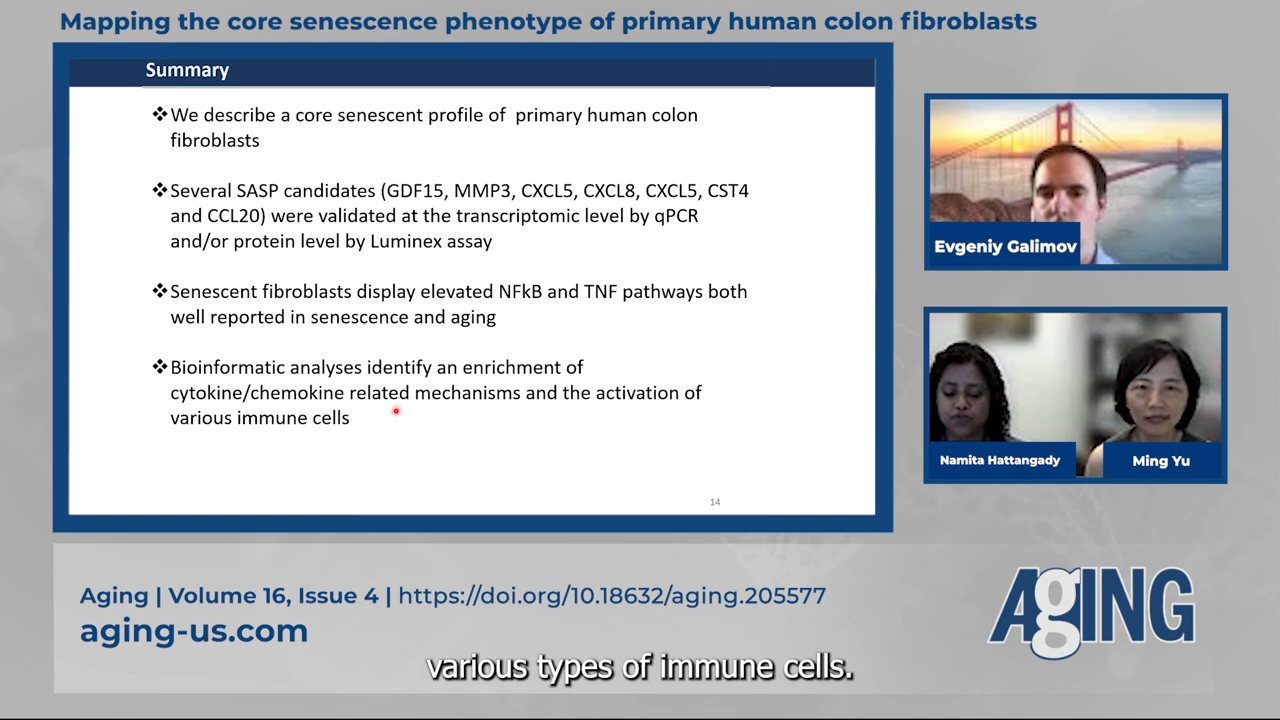 Mapping the core senescence phenotype of primary human colon fibroblasts
Summary
❖We describe a core senescent profile of primary human colon
fibroblasts
❖Several SASP candidates (GDF15, MMP3, CXCL5, CXCL8, CXCL5, CST4
and CCL20) were validated at the transcriptomic level by qPCR
and/or protein level by Luminex assay
❖Senescent fibroblasts display elevated NFkB and TNF pathways both
well reported in senescence and aging
❖Bioinformatic analyses identify an enrichment of
cytokine/chemokine related mechanisms and the activation of
various immune cells
14
Evgeniy Galimov
Namita Hattangady
Ming Yu
Aging | Volume 16, Issue 4 | https://doi.org/10.18632/aging.205577
aging-us.com
AgING
various types of immune cells.